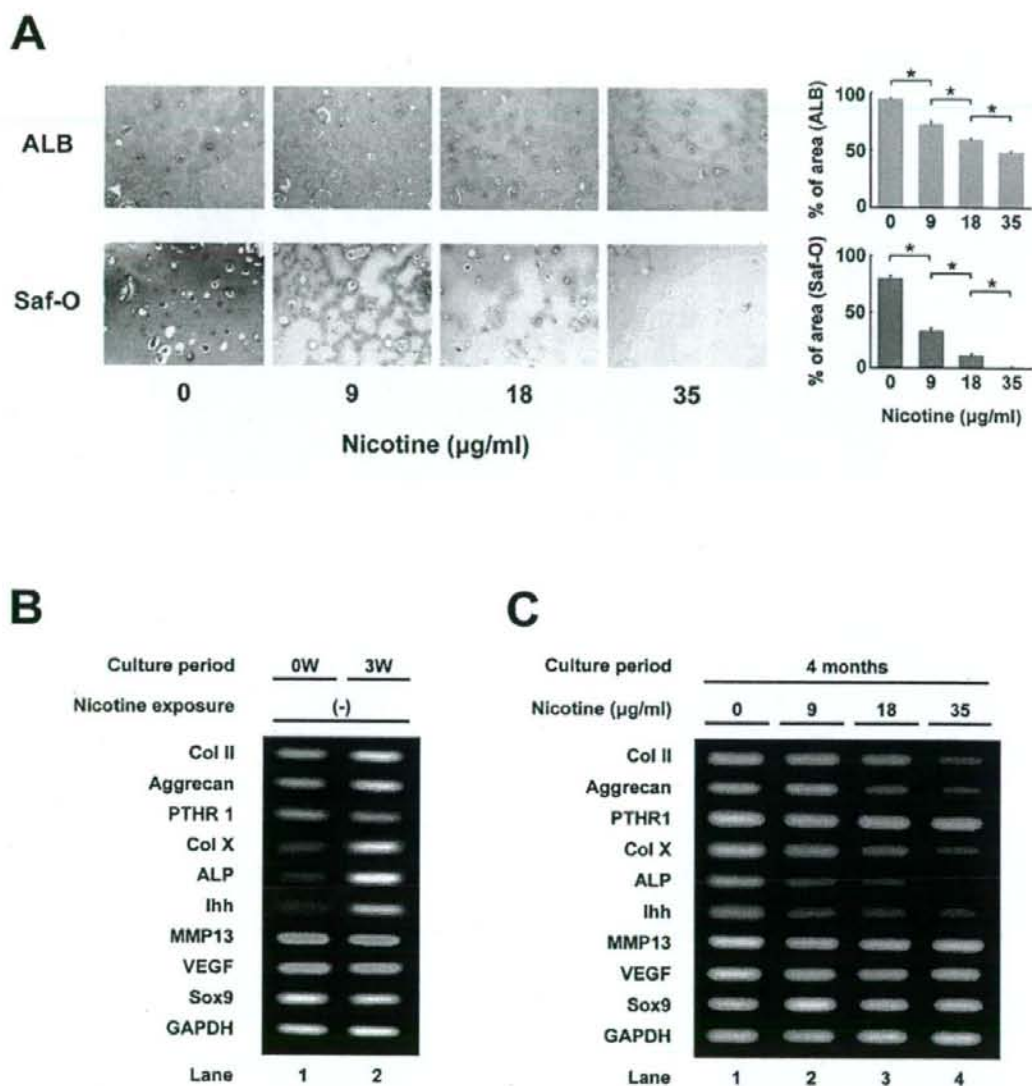 A
ALB
Saf-O
0 9 18 35
Nicotine (µg/ml)
% of area (ALB)
100
50
0
* * *
0 9 18 35
% of area (Saf-O)
100
50
0
* * *
0 9 18 35
Nicotine (µg/ml)
B
Culture period 0W 3W
Nicotine exposure (-)
Col II
Aggrecan
PTHR 1
Col X
ALP
Ihh
MMP13
VEGF
Sox9
GAPDH
Lane 1 2
C
Culture period 4 months
Nicotine (µg/ml) 0 9 18 35
Col II
Aggrecan
PTHR1
Col X
ALP
Ihh
MMP13
VEGF
Sox9
GAPDH
Lane 1 2 3 4